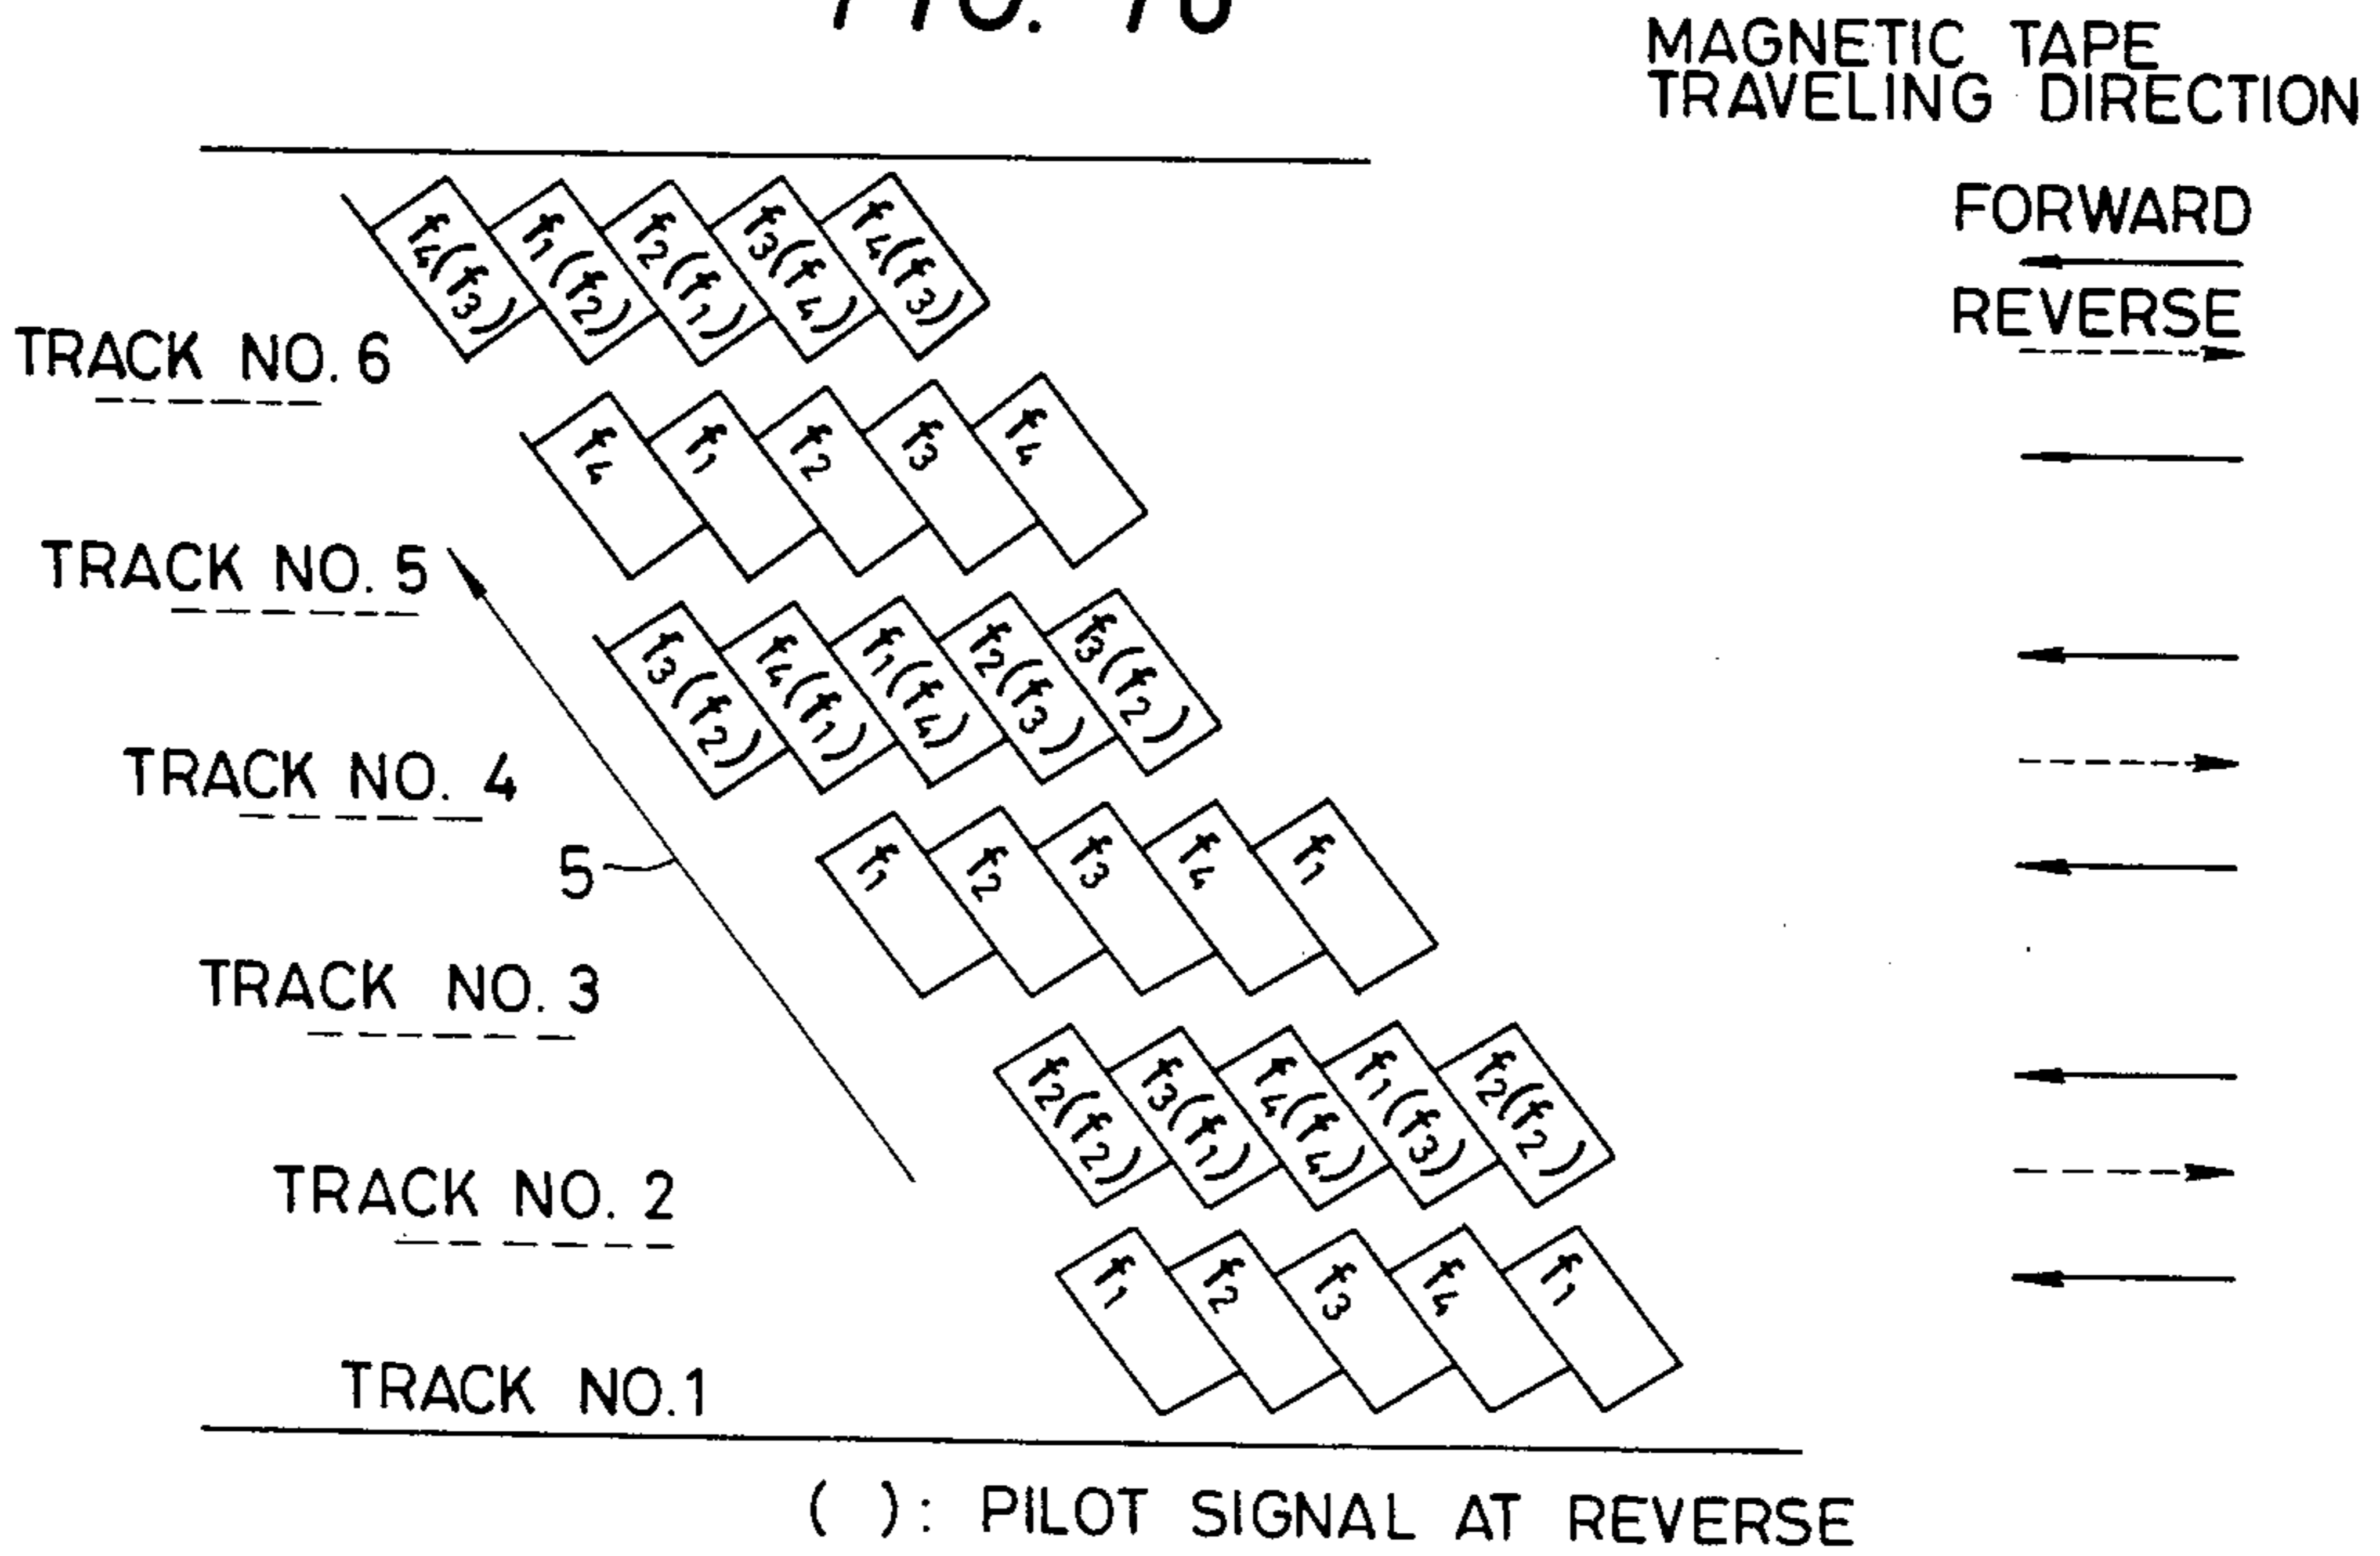 FIG. 10
MAGNETIC TAPE
TRAVELING DIRECTION
FORWARD
REVERSE
f4(f3) f1(f2) f2(f1) f3(f4) f4(f3)
TRACK NO. 6
f4 f1 f2 f3 f4
TRACK NO. 5
f3(f2) f4(f1) f1(f4) f2(f3) f3(f2)
TRACK NO. 4
5
f1 f2 f3 f4 f1
TRACK NO. 3
f2(f2) f3(f1) f4(f4) f1(f3) f2(f2)
TRACK NO. 2
f1 f2 f3 f4 f1
TRACK NO.1
( ): PILOT SIGNAL AT REVERSE